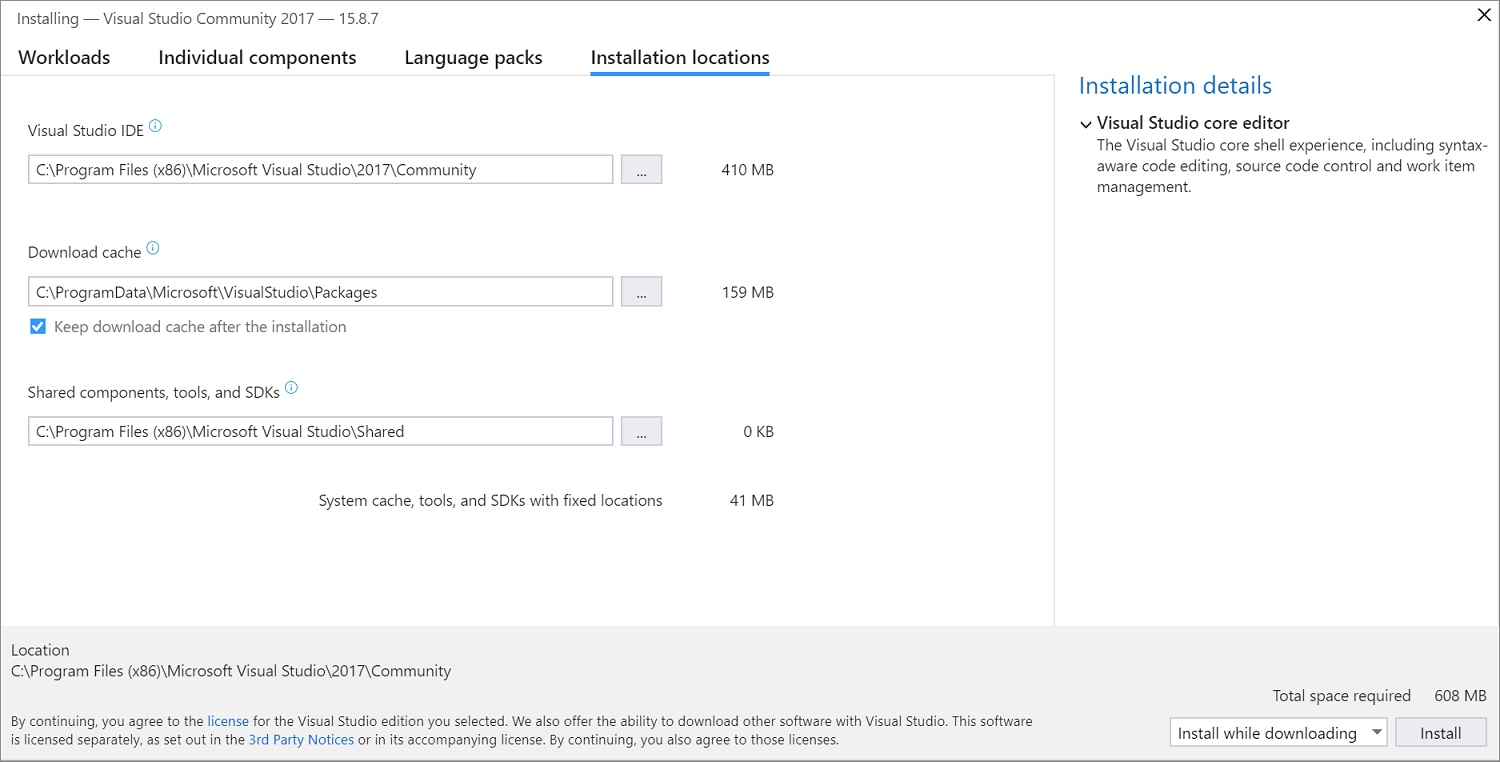 Installing — Visual Studio Community 2017 — 15.8.7
Workloads Individual components Language packs Installation locations
Visual Studio IDE
C:\Program Files (x86)\Microsoft Visual Studio\2017\Community ... 410 MB
Download cache
C:\ProgramData\Microsoft\VisualStudio\Packages ... 159 MB
Keep download cache after the installation
Shared components, tools, and SDKs
C:\Program Files (x86)\Microsoft Visual Studio\Shared ... 0 KB
System cache, tools, and SDKs with fixed locations 41 MB
Installation details
Visual Studio core editor
The Visual Studio core shell experience, including syntax-
aware code editing, source code control and work item
management.
Location
C:\Program Files (x86)\Microsoft Visual Studio\2017\Community
Total space required 608 MB
By continuing, you agree to the license for the Visual Studio edition you selected. We also offer the ability to download other software with Visual Studio. This software
is licensed separately, as set out in the 3rd Party Notices or in its accompanying license. By continuing, you also agree to those licenses.
Install while downloading Install